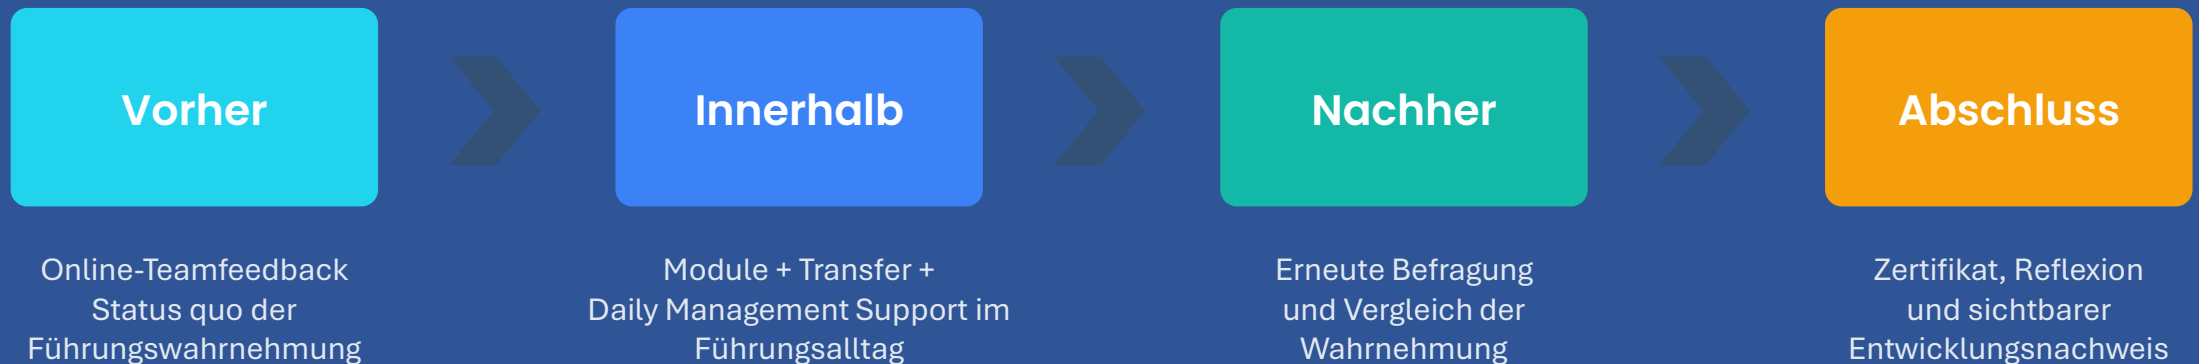 Vorher
Innerhalb
Nachher
Abschluss
Online-Teamfeedback
Status quo der
Führungswahrnehmung
Module + Transfer +
Daily Management Support im
Führungsalltag
Erneute Befragung
und Vergleich der
Wahrnehmung
Zertifikat, Reflexion
und sichtbarer
Entwicklungsnachweis